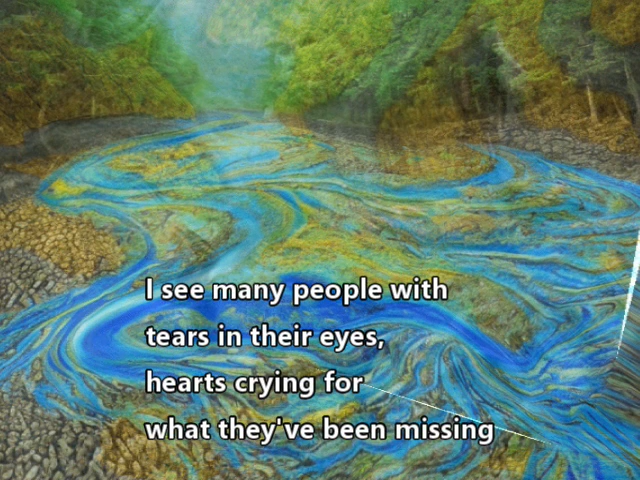 I see many people with
tears in their eyes,
hearts crying for
what they've been missing